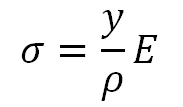 σ = y/ρ E